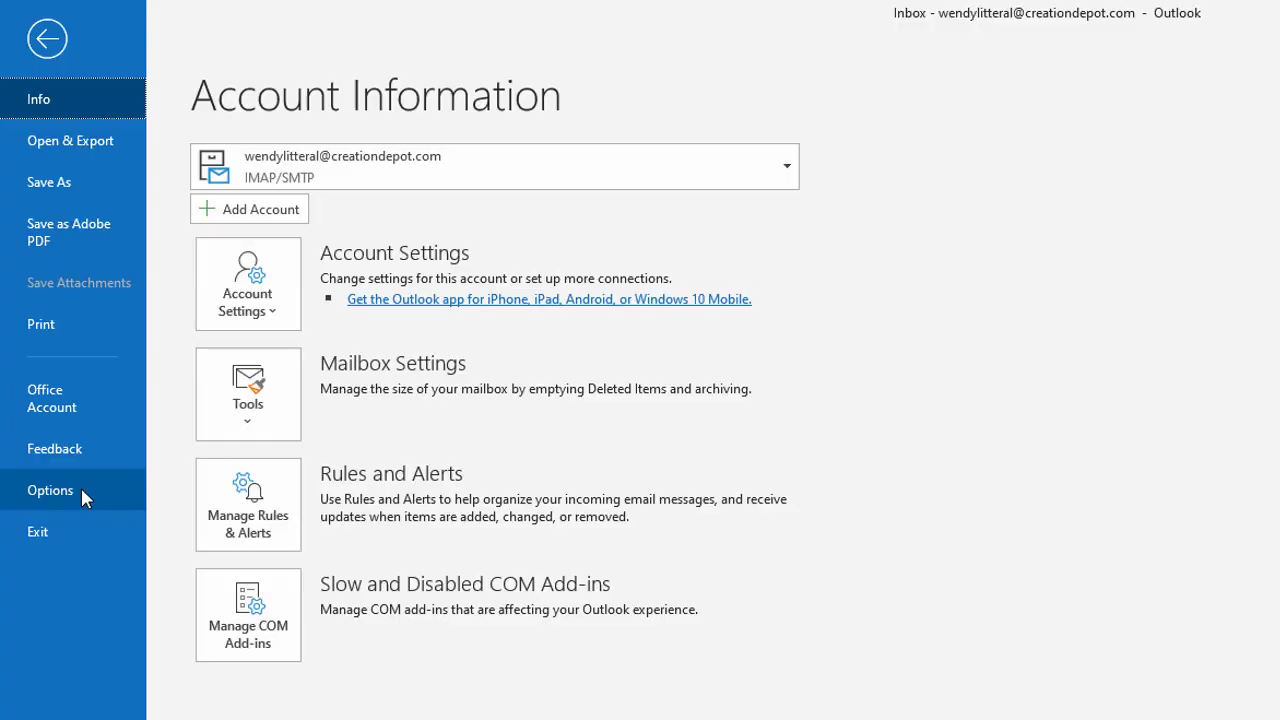 Inbox - wendylitteral@creationdepot.com - Outlook
Info
Open & Export
Save As
Save as Adobe
PDF
Save Attachments
Print
Office
Account
Feedback
Options
Exit
Account Information
wendylitteral@creationdepot.com
IMAP/SMTP
Add Account
Account
Settings
Account Settings
Change settings for this account or set up more connections.
Get the Outlook app for iPhone, iPad, Android, or Windows 10 Mobile.
Tools
Mailbox Settings
Manage the size of your mailbox by emptying Deleted Items and archiving.
Manage Rules
& Alerts
Rules and Alerts
Use Rules and Alerts to help organize your incoming email messages, and receive
updates when items are added, changed, or removed.
Manage COM
Add-ins
Slow and Disabled COM Add-ins
Manage COM add-ins that are affecting your Outlook experience.